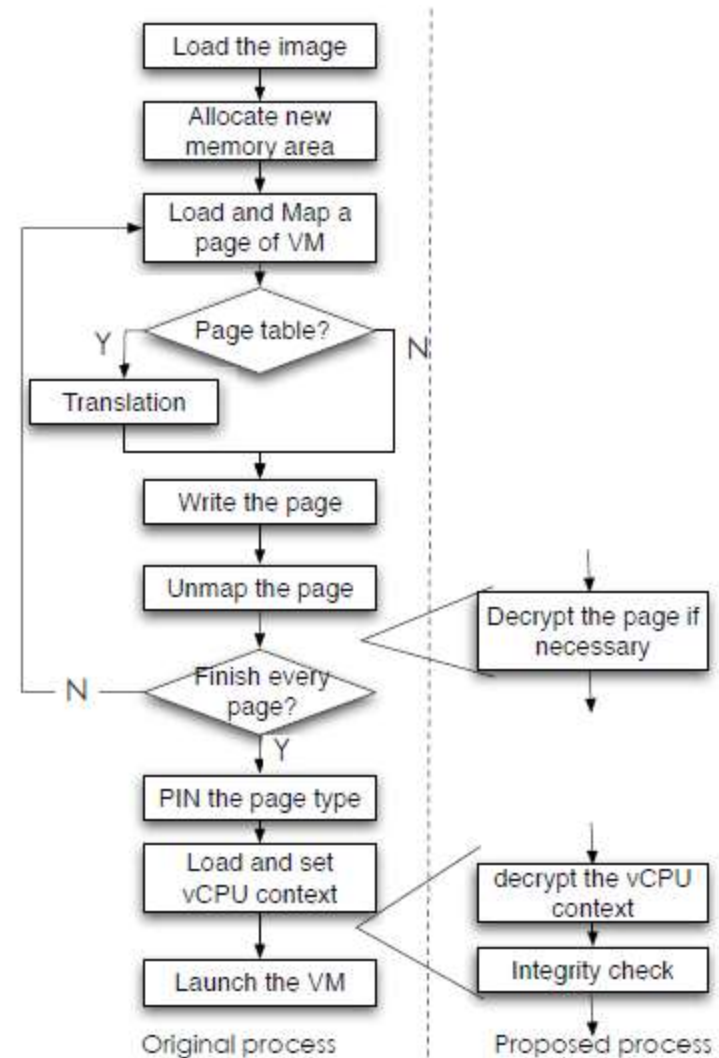 Load the image
Allocate new
memory area
Load and Map a
page of VM
Page table?
Y
N
Translation
Write the page
Unmap the page
Decrypt the page if
necessary
Finish every
page?
N
Y
PIN the page type
Load and set
vCPU context
decrypt the vCPU
context
Integrity check
Launch the VM
Original process
Proposed process